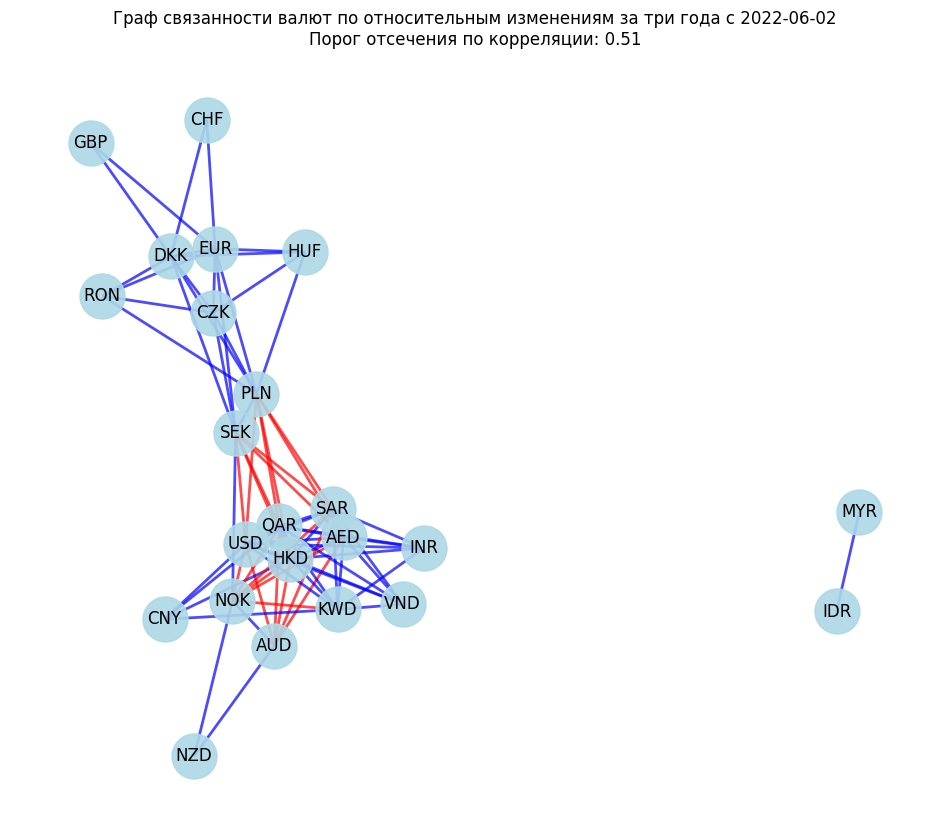 Граф связанности валют по относительным изменениям за три года с 2022-06-02
Порог отсечения по корреляции: 0.51
CHF
GBP
EUR
DKK
HUF
RON
CZK
PLN
SEK
SAR
MYR
QAR
AED
USD
INR
HKD
NOK
VND
KWD
IDR
CNY
AUD
NZD